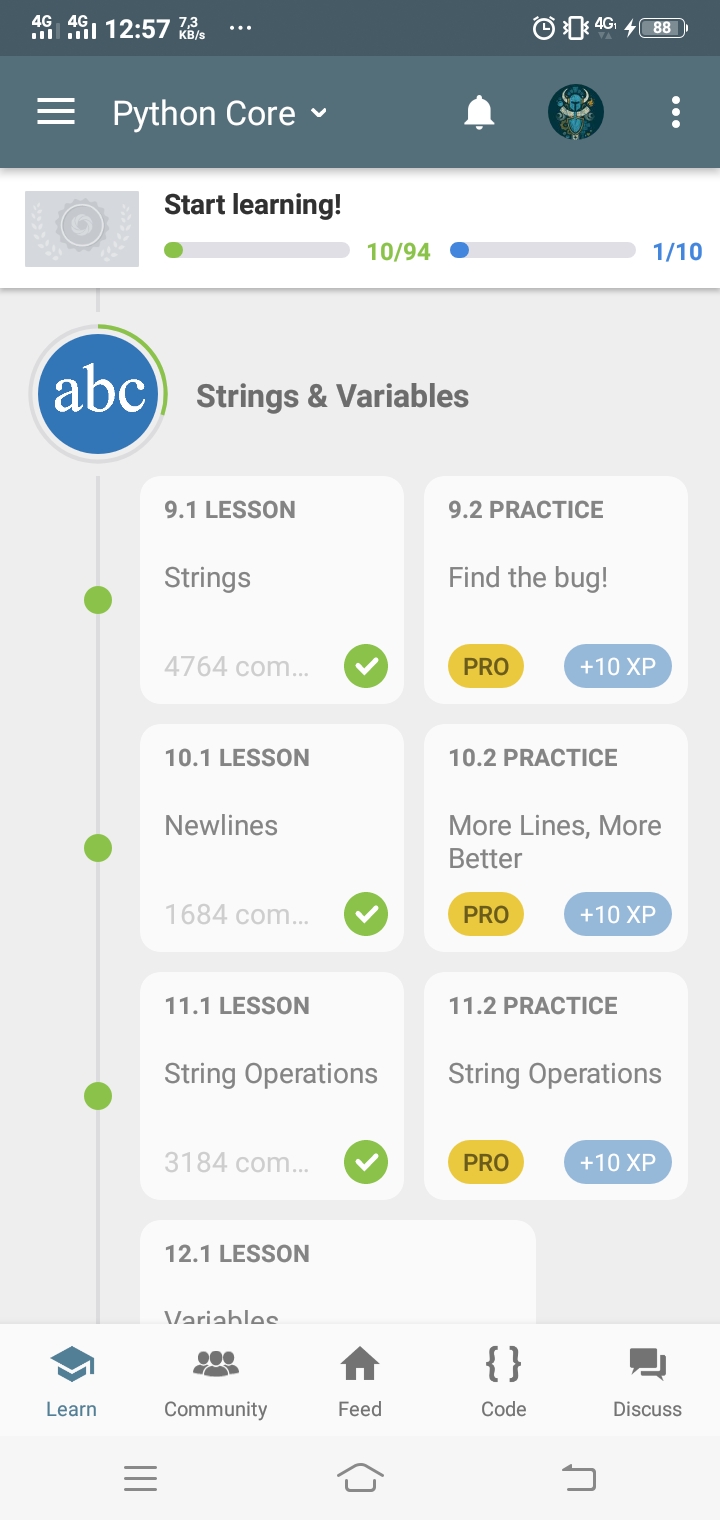 4G 4G 12:57 7,3 KB/s ... 4G 88
Python Core
Start learning!
10/94 1/10
abc
Strings & Variables
9.1 LESSON
Strings
4764 com...
9.2 PRACTICE
Find the bug!
PRO +10 XP
10.1 LESSON
Newlines
1684 com...
10.2 PRACTICE
More Lines, More
Better
PRO +10 XP
11.1 LESSON
String Operations
3184 com...
11.2 PRACTICE
String Operations
PRO +10 XP
12.1 LESSON
Variables
Learn Community Feed Code Discuss